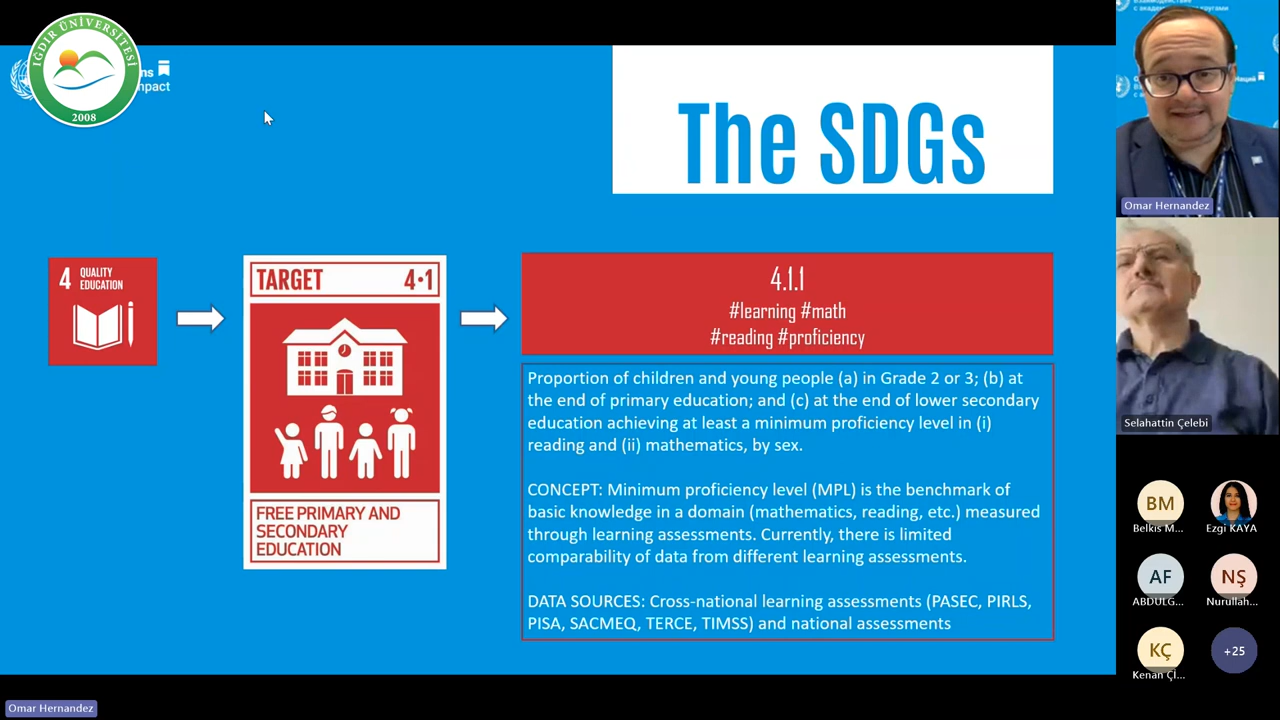 IĞDIR ÜNİVERSİTESİ
2008
ns
npact
The SDGs
4 QUALITY
EDUCATION
TARGET 4·1
FREE PRIMARY AND
SECONDARY
EDUCATION
4.1.1
#learning #math
#reading #proficiency
Proportion of children and young people (a) in Grade 2 or 3; (b) at
the end of primary education; and (c) at the end of lower secondary
education achieving at least a minimum proficiency level in (i)
reading and (ii) mathematics, by sex.
CONCEPT: Minimum proficiency level (MPL) is the benchmark of
basic knowledge in a domain (mathematics, reading, etc.) measured
through learning assessments. Currently, there is limited
comparability of data from different learning assessments.
DATA SOURCES: Cross-national learning assessments (PASEC, PIRLS,
PISA, SACMEQ, TERCE, TIMSS) and national assessments
Omar Hernandez
Selahattin Çelebi
BM
Belkis M...
Ezgi KAYA
AF
ABDULG...
NŞ
Nurullah...
KÇ
Kenan Çİ...
+25
Omar Hernandez